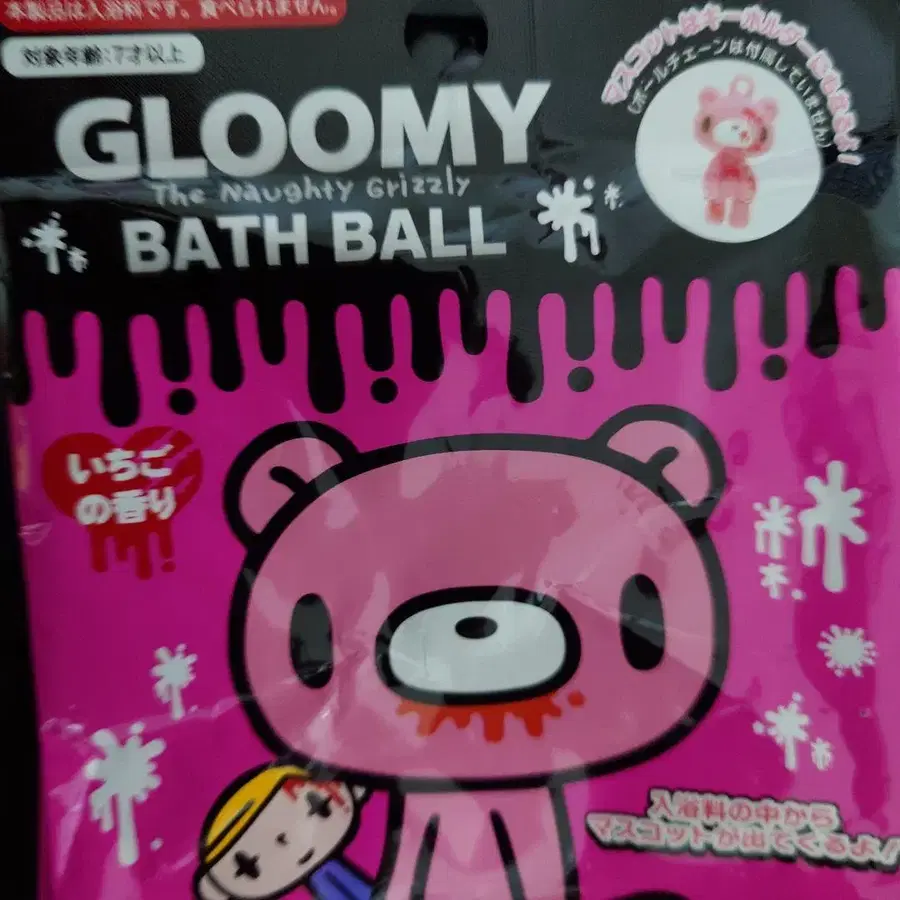 本製品は入浴料です。食べられません。
対象年齢:7才以上
マスコットはキーホルダーになるよ!
(ボールチェーンは付属していません)
GLOOMY
The Naughty Grizzly
BATH BALL
いちご
の香り
入浴料の中から
マスコットが出てくるよ!